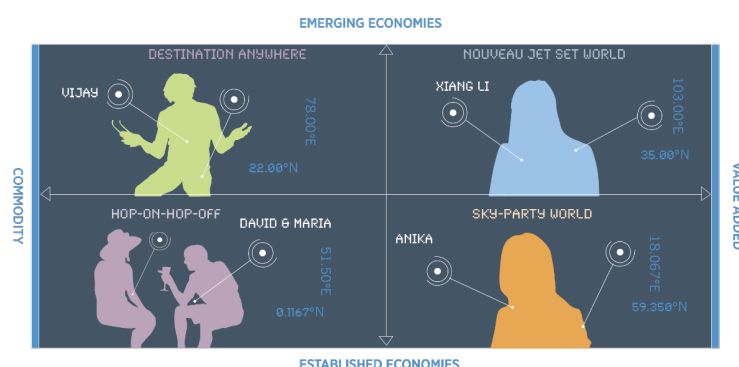 EMERGING ECONOMIES
DESTINATION ANYWHERE
NOUVEAU JET SET WORLD
VIJAY
78.00°E
22.00°N
XIANG LI
103.00°E
35.00°N
COMMODITY
VALUE ADDED
HOP-ON-HOP-OFF
DAVID & MARIA
51.50°E
0.1167°N
SKY-PARTY WORLD
ANIKA
18.067°E
59.350°N
ESTABLISHED ECONOMIES